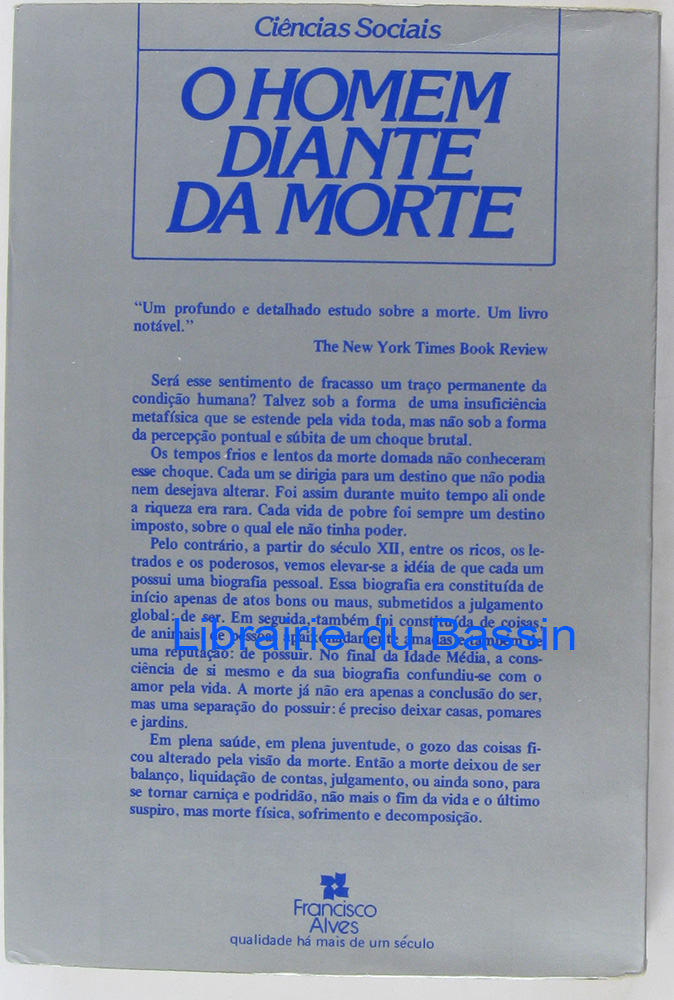 Ciências Sociais
O HOMEM
DIANTE
DA MORTE
“Um profundo e detalhado estudo sobre a morte. Um livro
notável.”
The New York Times Book Review
Será esse sentimento de fracasso um traço permanente da
condição humana? Talvez sob a forma de uma insuficiência
metafísica que se estende pela vida toda, mas não sob a forma
da percepção pontual e súbita de um choque brutal.
Os tempos frios e lentos da morte domada não conheceram
esse choque. Cada um se dirigia para um destino que não podia
nem desejava alterar. Foi assim durante muito tempo ali onde
a riqueza era rara. Cada vida de pobre foi sempre um destino
imposto, sobre o qual ele não tinha poder.
Pelo contrário, a partir do século XII, entre os ricos, os le-
trados e os poderosos, vemos elevar-se a idéia de que cada um
possui uma biografia pessoal. Essa biografia era constituída de
início apenas de atos bons ou maus, submetidos a julgamento
global: de ser. Em seguida, também foi constituída de coisas,
de animais, de pessoas apaixonadamente amadas e também de
uma reputação: de possuir. No final da Idade Média, a cons-
ciência de si mesmo e da sua biografia confundiu-se com o
amor pela vida. A morte já não era apenas a conclusão do ser,
mas uma separação do possuir: é preciso deixar casas, pomares
e jardins.
Em plena saúde, em plena juventude, o gozo das coisas fi-
cou alterado pela visão da morte. Então a morte deixou de ser
balanço, liquidação de contas, julgamento, ou ainda sono, para
se tornar carniça e podridão, não mais o fim da vida e o último
suspiro, mas morte física, sofrimento e decomposição.
Librairie du Bassin
Francisco
Alves
qualidade há mais de um século